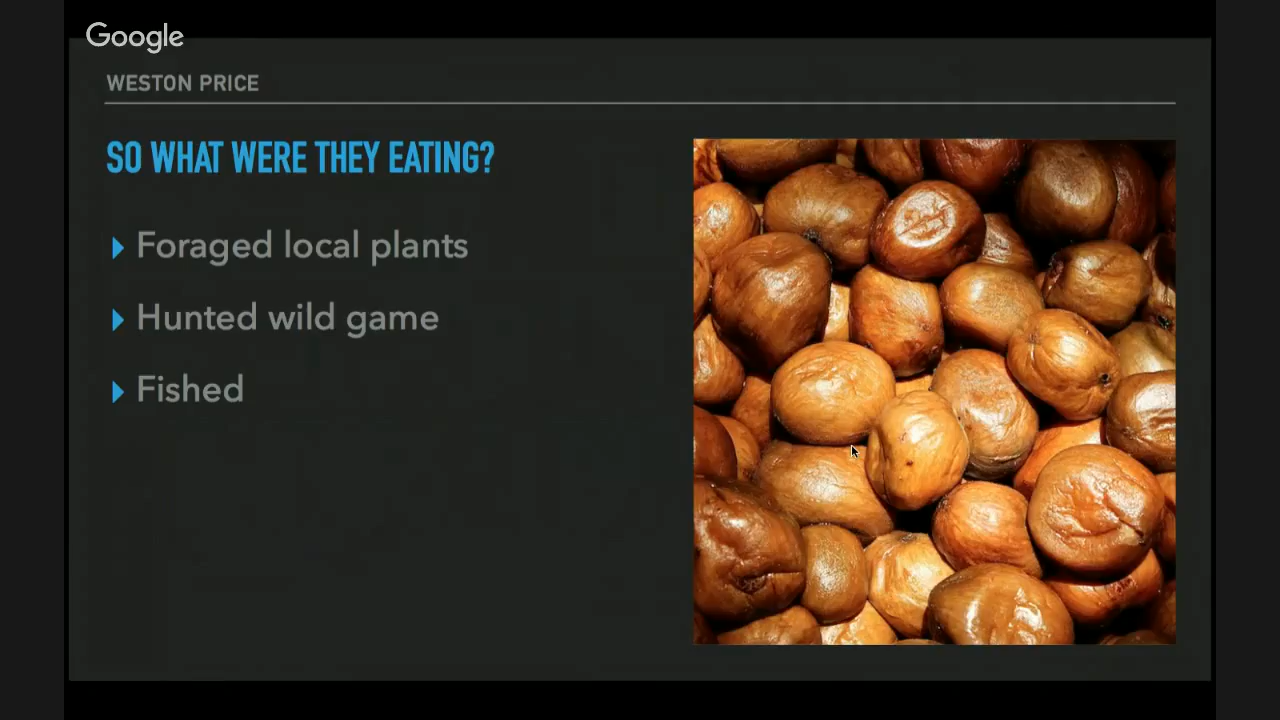 Google
WESTON PRICE
SO WHAT WERE THEY EATING?
Foraged local plants
Hunted wild game
Fished